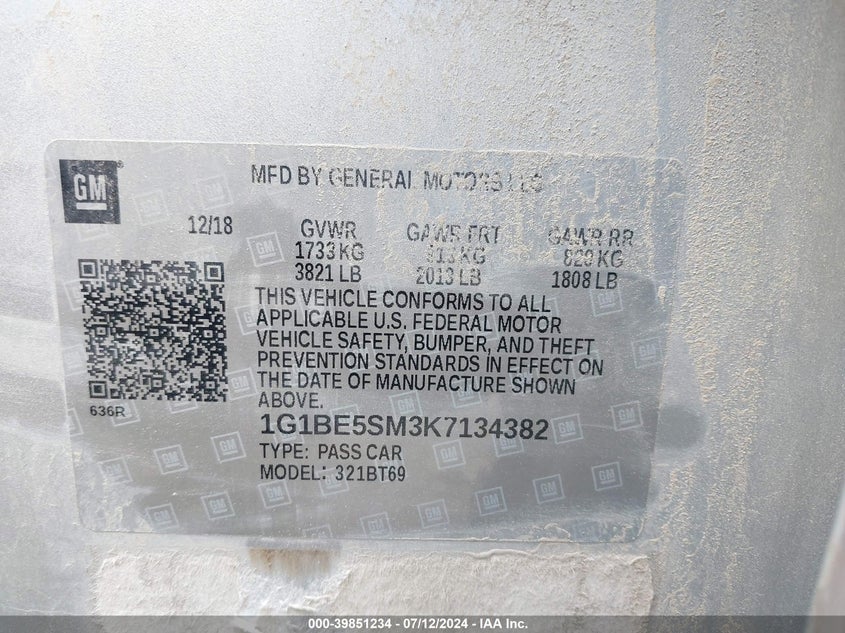 GM
MFD BY GENERAL MOTORS LLC
12/18 GVWR GAWR FRT GAWR RR
1733 KG 913 KG 820 KG
3821 LB 2013 LB 1808 LB
THIS VEHICLE CONFORMS TO ALL
APPLICABLE U.S. FEDERAL MOTOR
VEHICLE SAFETY, BUMPER, AND THEFT
PREVENTION STANDARDS IN EFFECT ON
THE DATE OF MANUFACTURE SHOWN
ABOVE.
636R
1G1BE5SM3K7134382
TYPE: PASS CAR
MODEL: 321BT69
000-39851234 - 07/12/2024 - IAA, Inc.